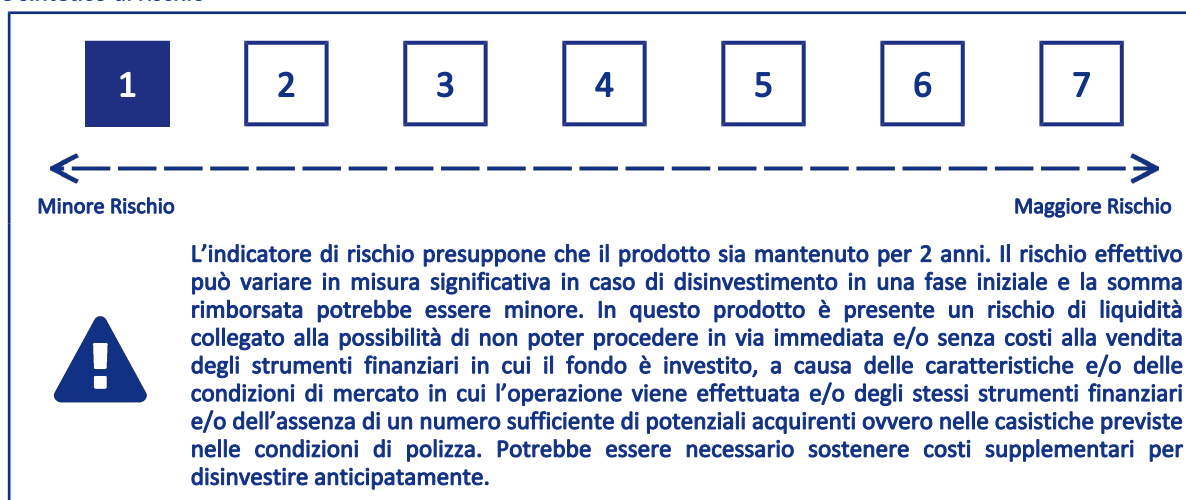 1 2 3 4 5 6 7
Minore Rischio Maggiore Rischio
L'indicatore di rischio presuppone che il prodotto sia mantenuto per 2 anni. Il rischio effettivo
può variare in misura significativa in caso di disinvestimento in una fase iniziale e la somma
rimborsata potrebbe essere minore. In questo prodotto è presente un rischio di liquidità
collegato alla possibilità di non poter procedere in via immediata e/o senza costi alla vendita
degli strumenti finanziari in cui il fondo è investito, a causa delle caratteristiche e/o delle
condizioni di mercato in cui l'operazione viene effettuata e/o degli stessi strumenti finanziari
e/o dell'assenza di un numero sufficiente di potenziali acquirenti ovvero nelle casistiche previste
nelle condizioni di polizza. Potrebbe essere necessario sostenere costi supplementari per
disinvestire anticipatamente.